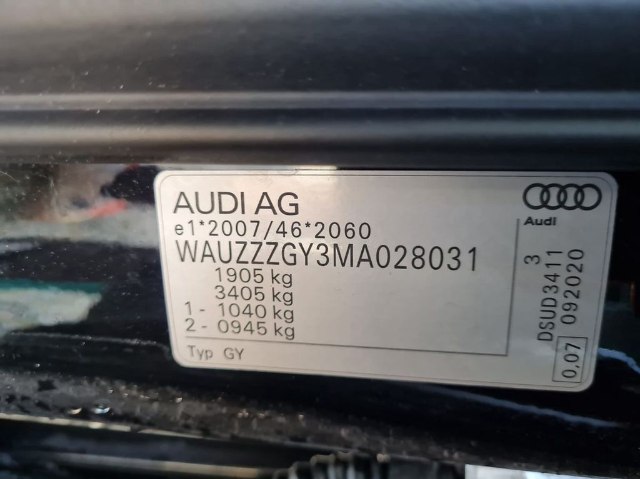 AUDI AG
e1*2007/46*2060
WAUZZZGY3MA028031
1905 kg
3405 kg
1 - 1040 kg
2 - 0945 kg
Typ GY
Audi
3
DSUD3411
092020
0,07